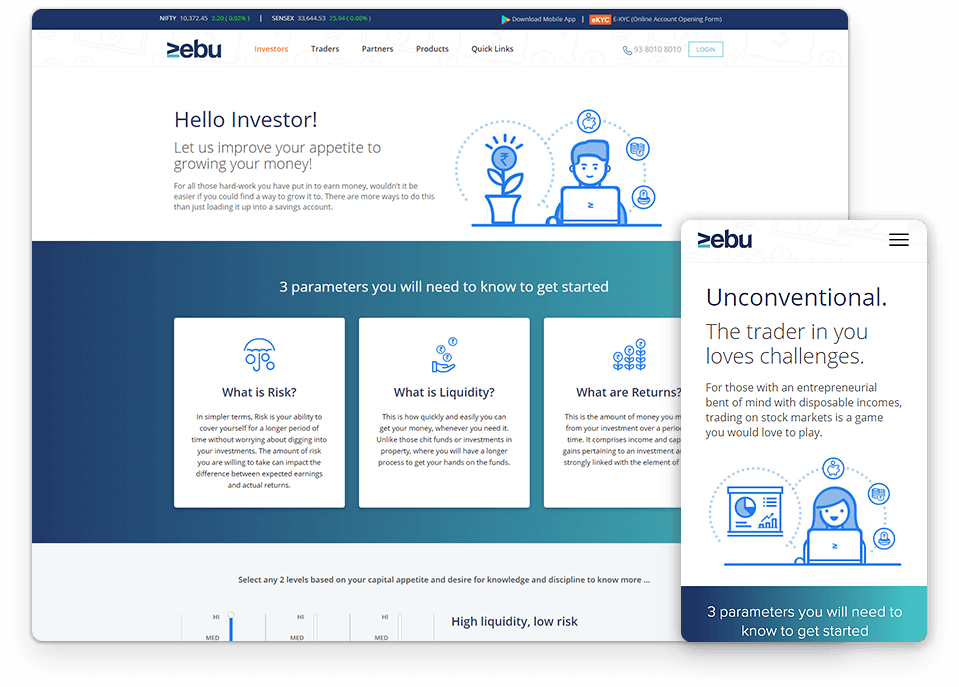 NIFTY 10,372.45 2.20 ( 0.02% ) | SENSEX 33,644.53 25.94 ( 0.08% ) Download Mobile App | eKYC E-KYC (Online Account Opening Form)
zebu Investors Traders Partners Products Quick Links 93 8010 8010 LOGIN
Hello Investor!
Let us improve your appetite to
growing your money!
For all those hard-work you have put in to earn money, wouldn't it be
easier if you could find a way to grow it to. There are more ways to do this
than just loading it up into a savings account.
3 parameters you will need to know to get started
What is Risk?
In simpler terms, Risk is your ability to
cover yourself for a longer period of
time without worrying about digging into
your investments. The amount of risk
you are willing to take can impact the
difference between expected earnings
and actual returns.
What is Liquidity?
This is how quickly and easily you can
get your money, whenever you need it.
Unlike those chit funds or investments in
property, where you will have a longer
process to get your hands on the funds.
What are Returns?
This is the amount of money you m
from your investment over a perio
time. It comprises income and cap
gains pertaining to an investment a
strongly linked with the element of
Select any 2 levels based on your capital appetite and desire for knowledge and discipline to know more ...
HI HI HI
MED MED MED
High liquidity, low risk
zebu
Unconventional.
The trader in you
loves challenges.
For those with an entrepreneurial
bent of mind with disposable incomes,
trading on stock markets is a game
you would love to play.
3 parameters you will need to
know to get started